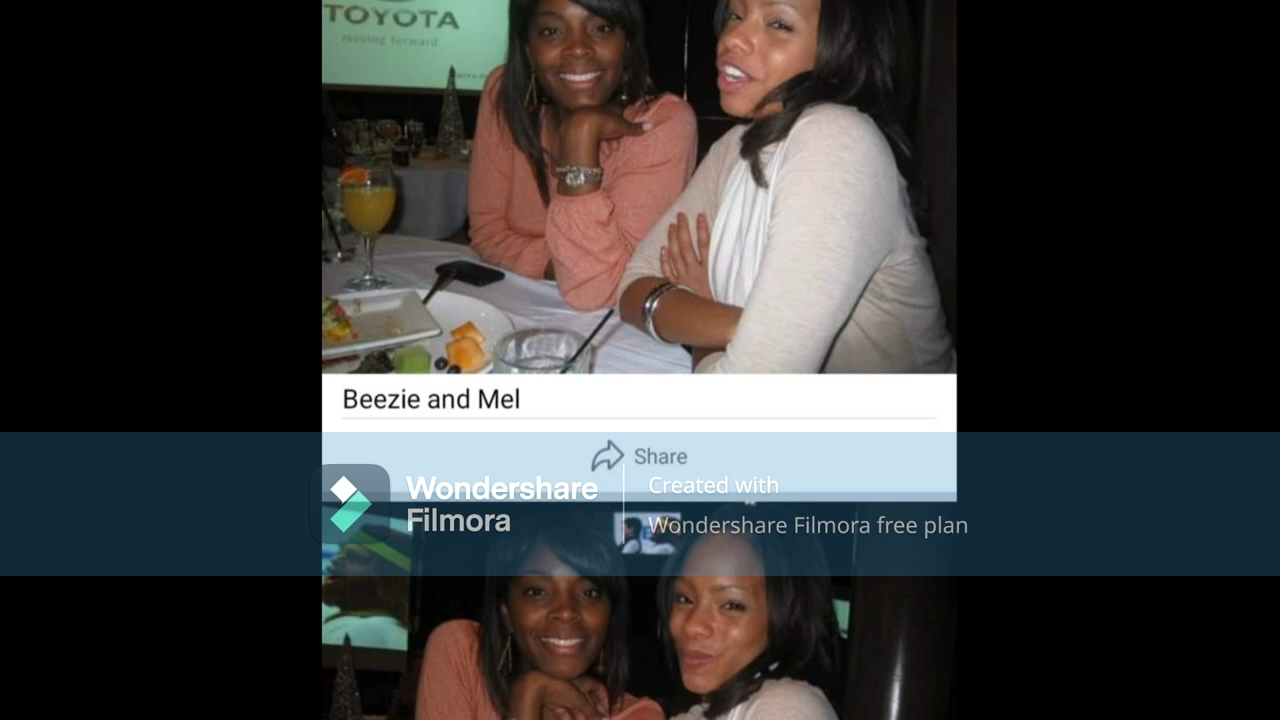 TOYOTA
moving forward
Beezie and Mel
Share
Wondershare
Filmora
Created with
Wondershare Filmora free plan